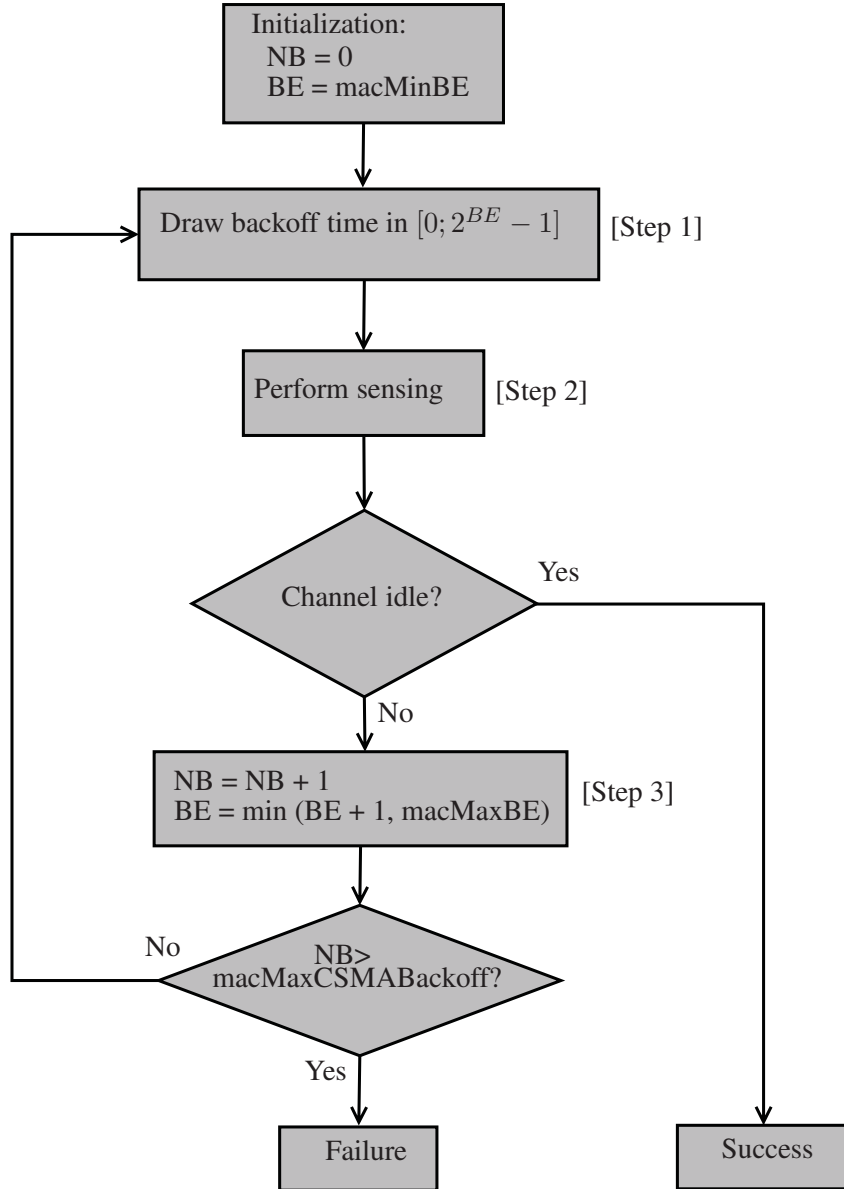 Initialization:
NB = 0
BE = macMinBE
Draw backoff time in [0; 2^{BE} − 1]
[Step 1]
Perform sensing
[Step 2]
Channel idle?
Yes
No
NB = NB + 1
BE = min (BE + 1, macMaxBE)
[Step 3]
No
NB>
macMaxCSMABackoff?
Yes
Failure
Success